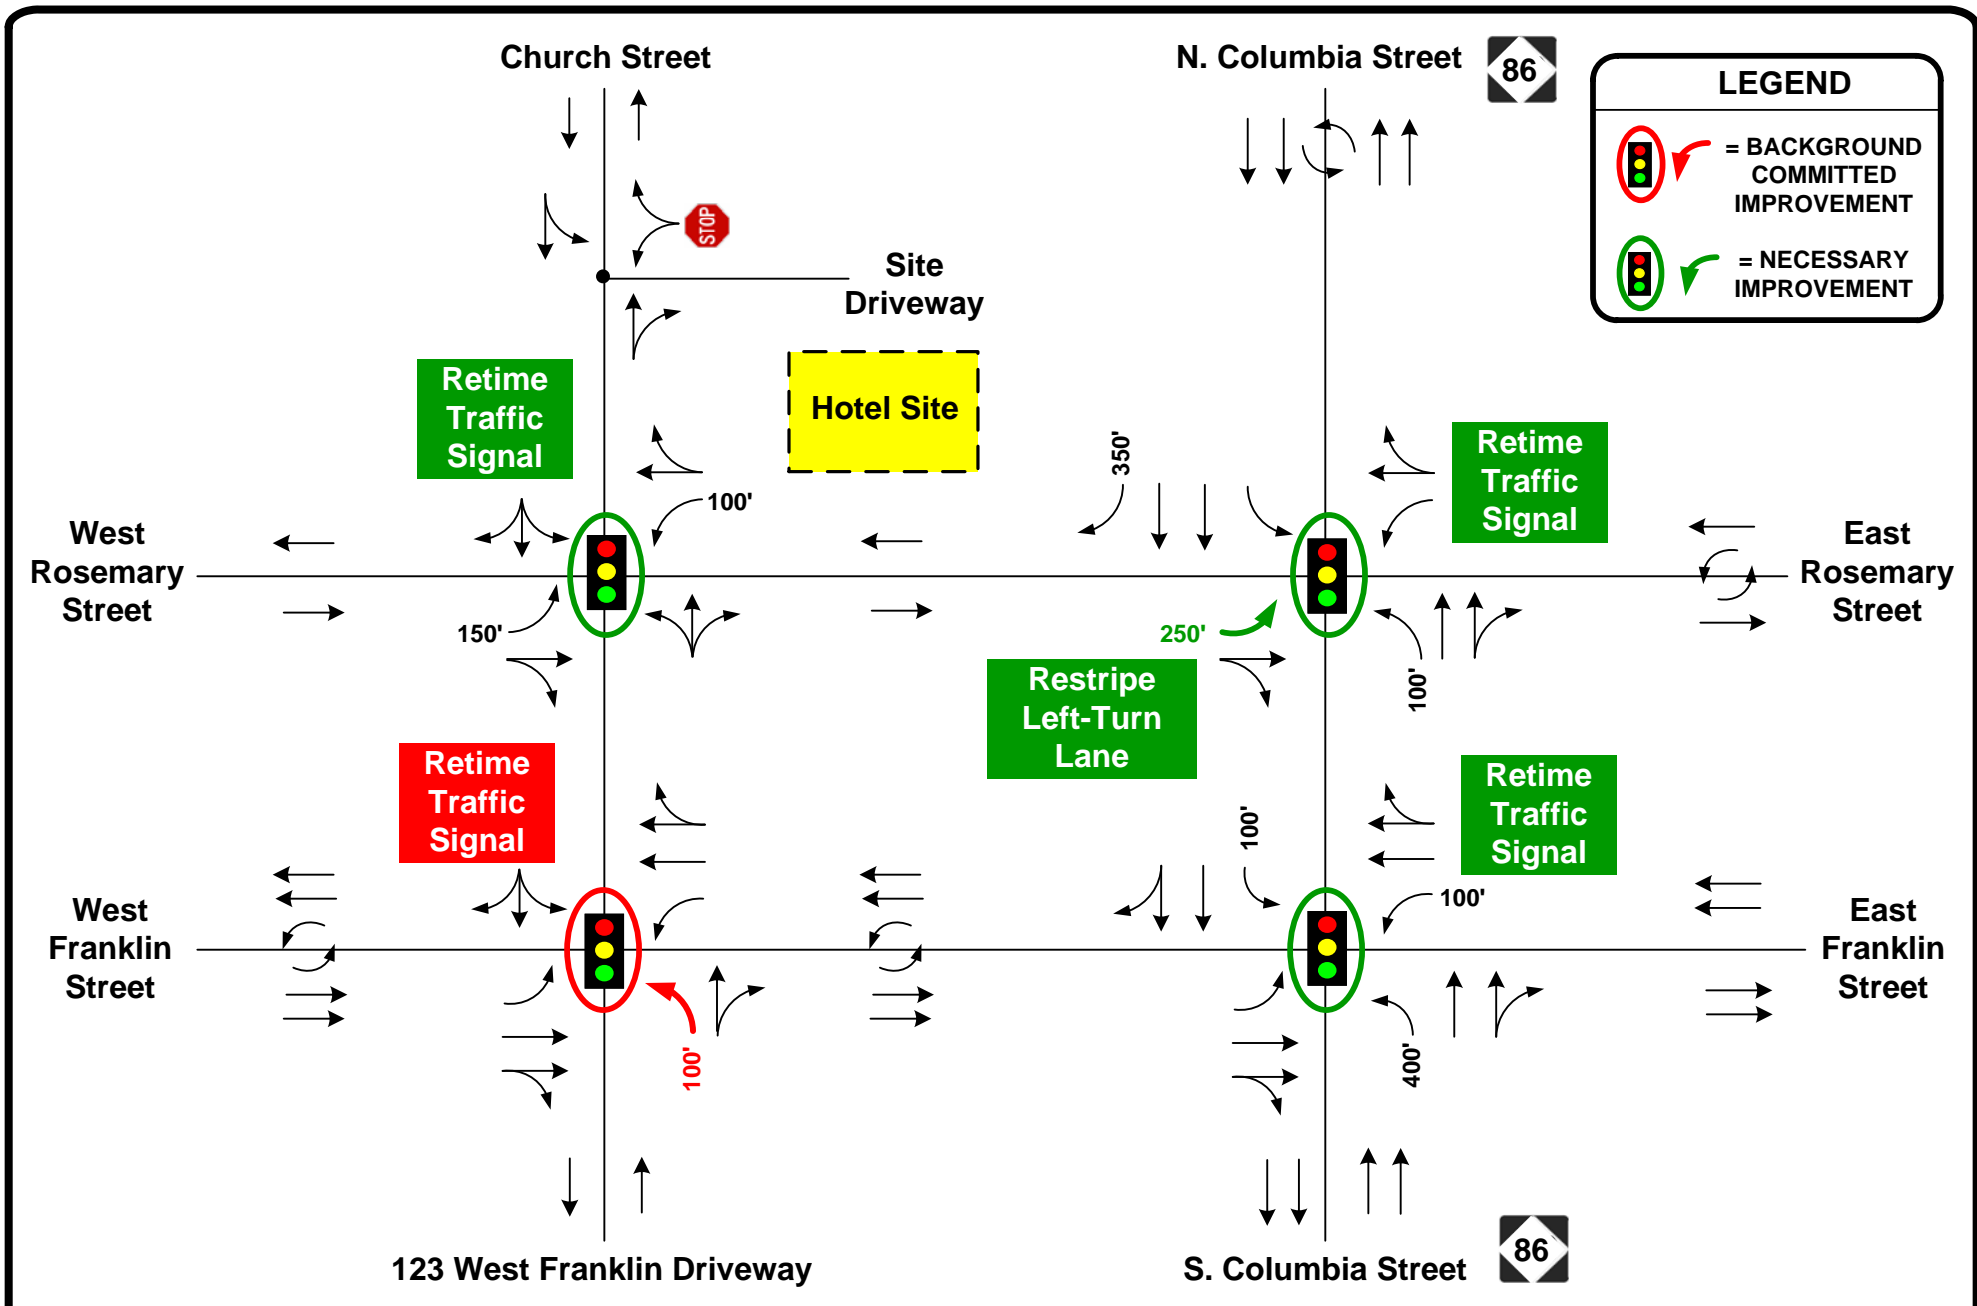 Church Street
N. Columbia Street
86
LEGEND
= BACKGROUND
COMMITTED
IMPROVEMENT
= NECESSARY
IMPROVEMENT
STOP
Site
Driveway
Hotel Site
Retime
Traffic
Signal
100'
350'
Retime
Traffic
Signal
West
Rosemary
Street
East
Rosemary
Street
150'
250'
100'
Restripe
Left-Turn
Lane
Retime
Traffic
Signal
100'
Retime
Traffic
Signal
100'
West
Franklin
Street
East
Franklin
Street
100'
400'
123 West Franklin Driveway
S. Columbia Street
86